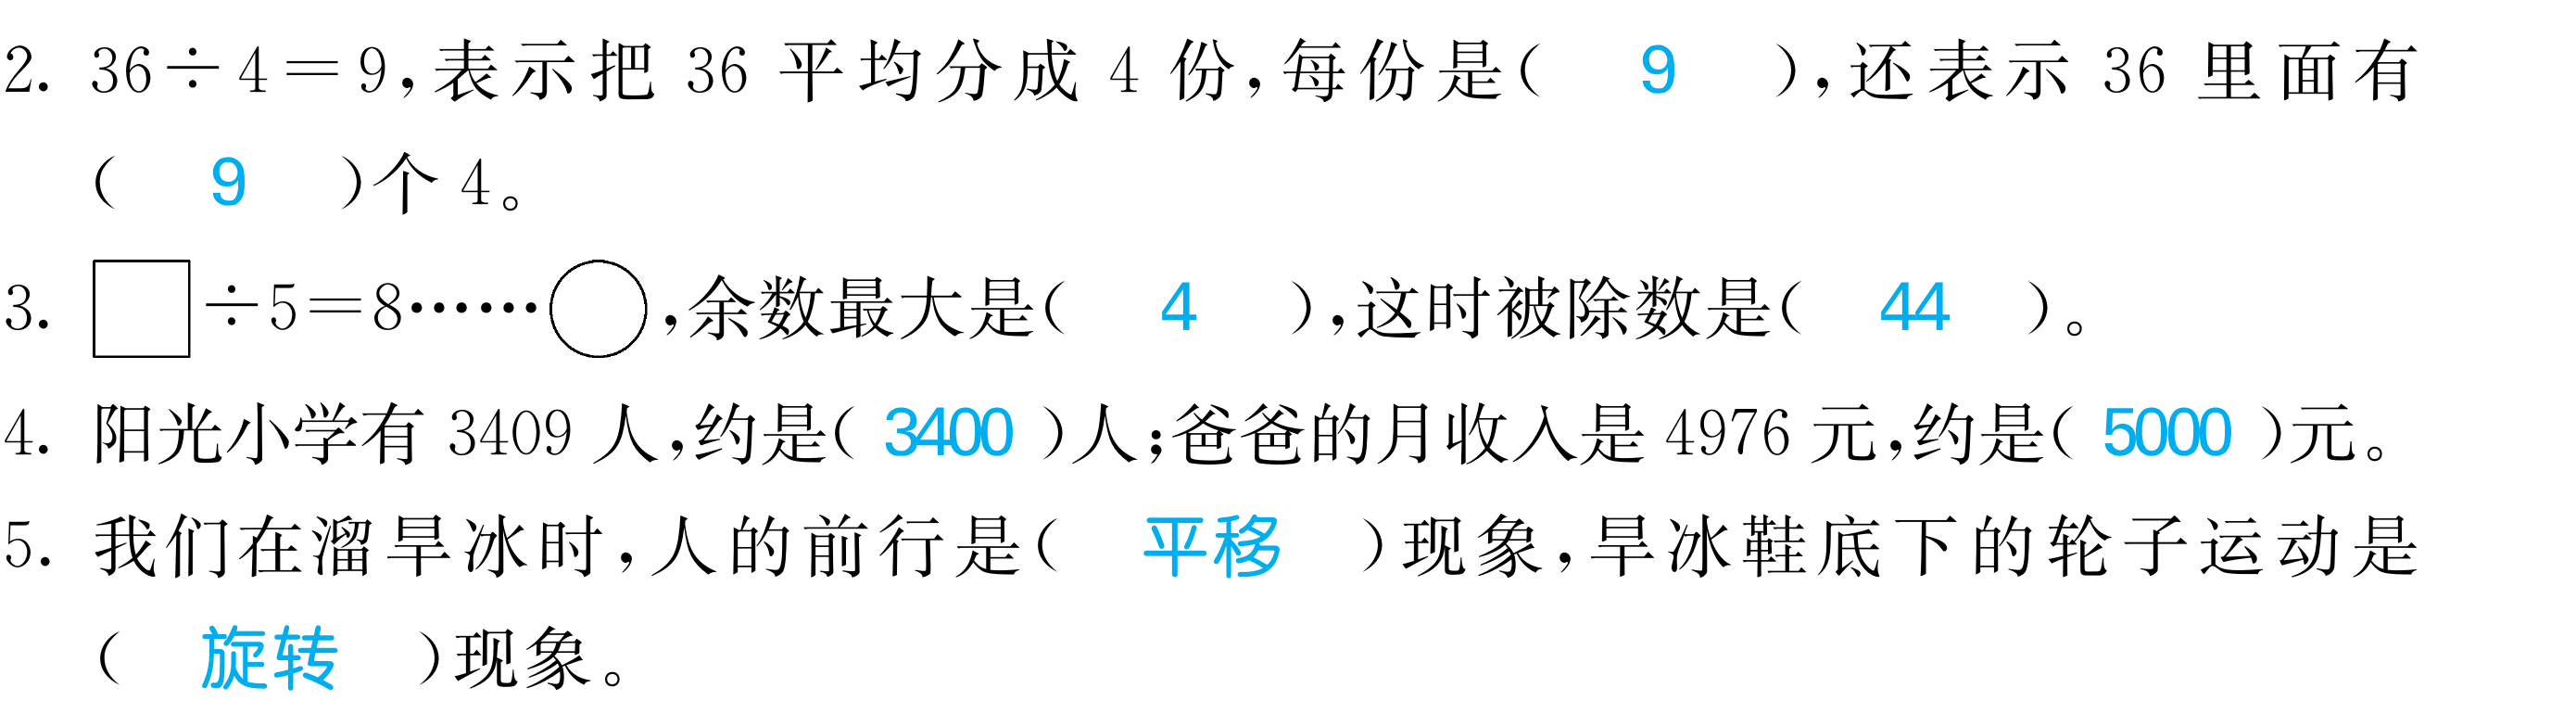 2. 36÷4=9,表示把 36 平均分成 4 份,每份是( 9 ),还表示 36 里面有
( 9 )个 4。
3. □÷5=8……○,余数最大是( 4 ),这时被除数是( 44 )。
4. 阳光小学有 3409 人,约是( 3400 )人;爸爸的月收入是 4976 元,约是( 5000 )元。
5. 我们在溜旱冰时,人的前行是( 平移 )现象,旱冰鞋底下的轮子运动是
( 旋转 )现象。